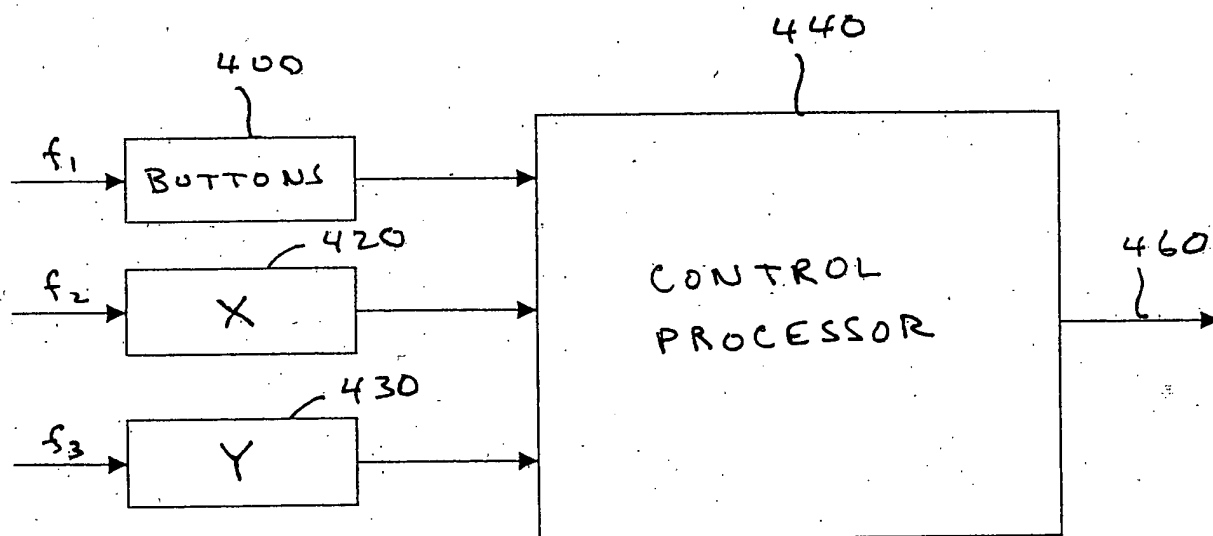 440
400
f₁
BUTTONS
420
f₂
X
430
f₃
Y
CONTROL
PROCESSOR
460